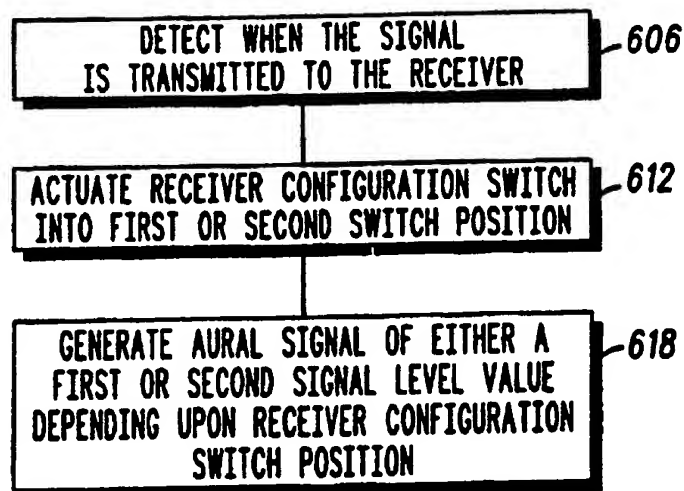 DETECT WHEN THE SIGNAL
IS TRANSMITTED TO THE RECEIVER
606
ACTUATE RECEIVER CONFIGURATION SWITCH
INTO FIRST OR SECOND SWITCH POSITION
612
GENERATE AURAL SIGNAL OF EITHER A
FIRST OR SECOND SIGNAL LEVEL VALUE
DEPENDING UPON RECEIVER CONFIGURATION
SWITCH POSITION
618